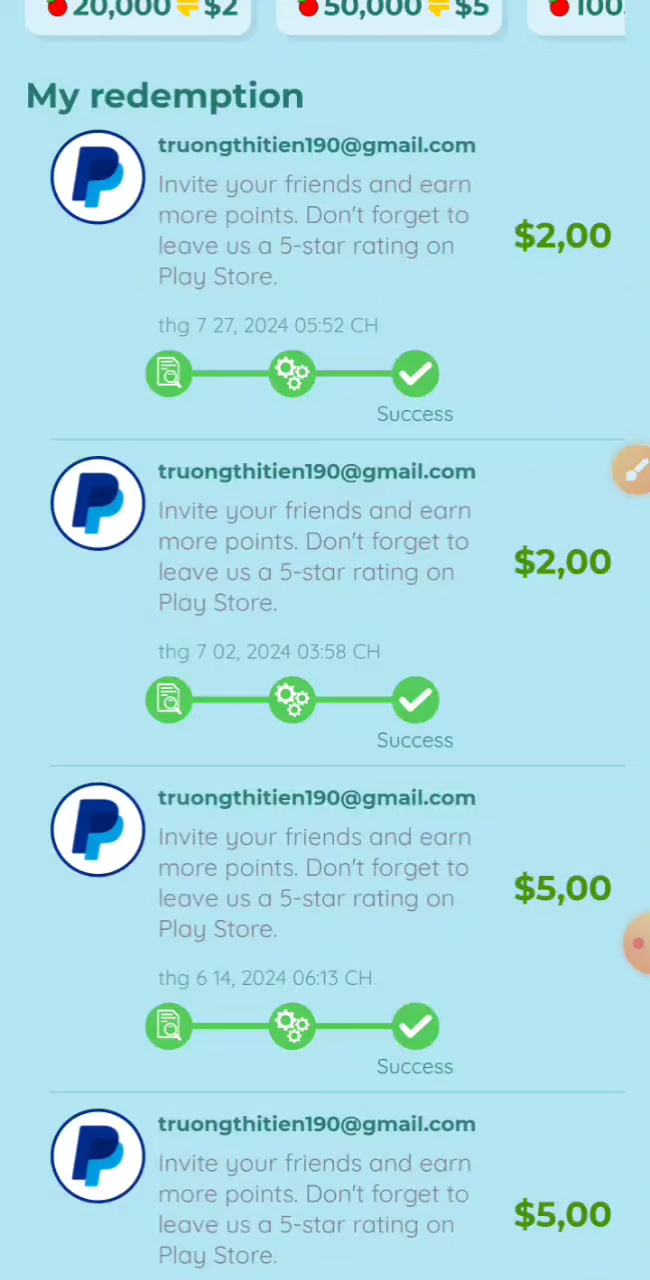 20,000 = $2
50,000 = $5
100
My redemption
truongthitien190@gmail.com
Invite your friends and earn
more points. Don't forget to
leave us a 5-star rating on
Play Store.
$2,00
thg 7 27, 2024 05:52 CH
Success
truongthitien190@gmail.com
Invite your friends and earn
more points. Don't forget to
leave us a 5-star rating on
Play Store.
$2,00
thg 7 02, 2024 03:58 CH
Success
truongthitien190@gmail.com
Invite your friends and earn
more points. Don't forget to
leave us a 5-star rating on
Play Store.
$5,00
thg 6 14, 2024 06:13 CH
Success
truongthitien190@gmail.com
Invite your friends and earn
more points. Don't forget to
leave us a 5-star rating on
Play Store.
$5,00